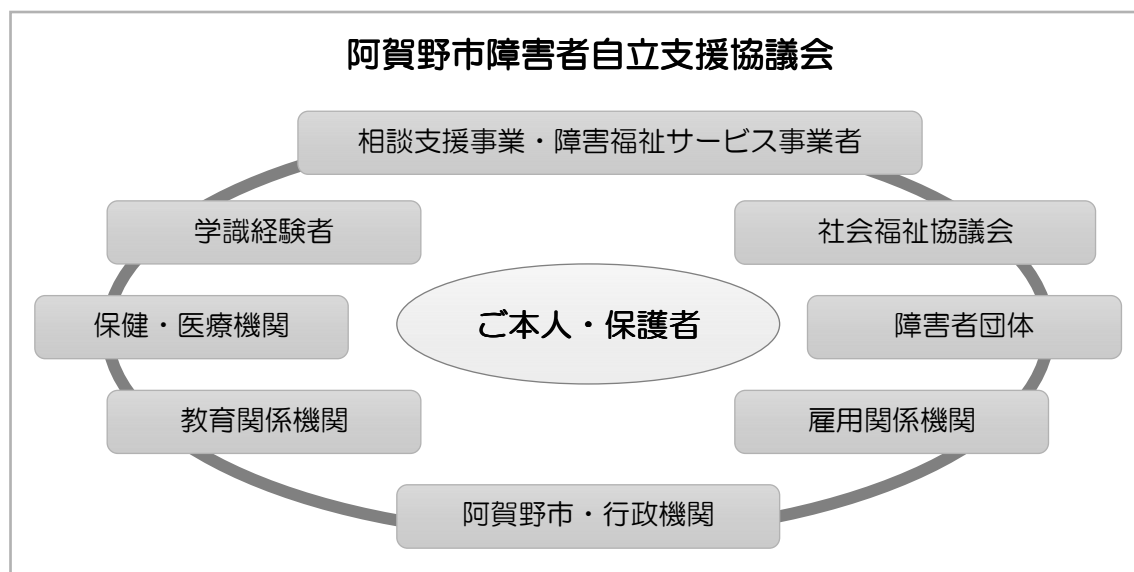 阿賀野市障害者自立支援協議会
相談支援事業・障害福祉サービス事業者
学識経験者
社会福祉協議会
保健・医療機関
ご本人・保護者
障害者団体
教育関係機関
雇用関係機関
阿賀野市・行政機関